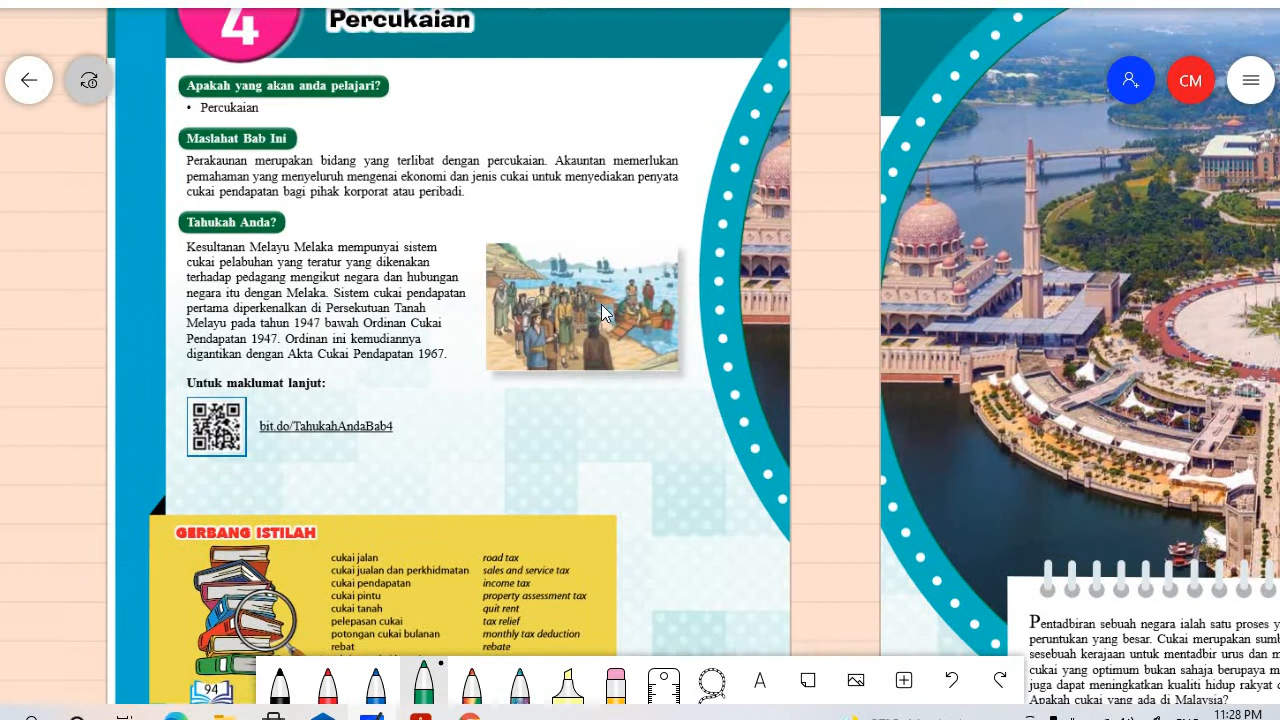 4
Percukaian
Apakah yang akan anda pelajari?
• Percukaian
Maslahat Bab Ini
Perakaunan merupakan bidang yang terlibat dengan percukaian. Akauntan memerlukan
pemahaman yang menyeluruh mengenai ekonomi dan jenis cukai untuk menyediakan penyata
cukai pendapatan bagi pihak korporat atau peribadi.
Tahukah Anda?
Kesultanan Melayu Melaka mempunyai sistem
cukai pelabuhan yang teratur yang dikenakan
terhadap pedagang mengikut negara dan hubungan
negara itu dengan Melaka. Sistem cukai pendapatan
pertama diperkenalkan di Persekutuan Tanah
Melayu pada tahun 1947 bawah Ordinan Cukai
Pendapatan 1947. Ordinan ini kemudiannya
digantikan dengan Akta Cukai Pendapatan 1967.
Untuk maklumat lanjut:
bit.do/TahukahAndaBab4
GERBANG ISTILAH
cukai jalan road tax
cukai jualan dan perkhidmatan sales and service tax
cukai pendapatan income tax
cukai pintu property assessment tax
cukai tanah quit rent
pelepasan cukai tax relief
potongan cukai bulanan monthly tax deduction
rebat rebate
94
CM
Pentadbiran sebuah negara ialah satu proses
peruntukan yang besar. Cukai merupakan
sesebuah kerajaan untuk mentadbir urus dan
cukai yang optimum bukan sahaja berupaya
juga dapat meningkatkan kualiti hidup rakyat
Apakah cukai yang ada di Malaysia?
A
11:28 PM